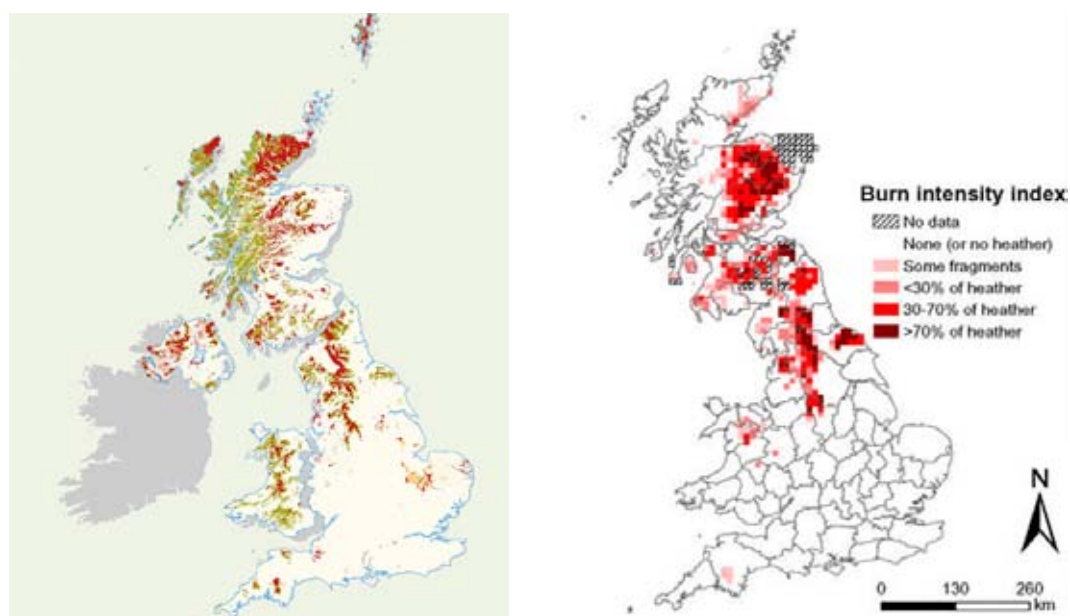 Burn intensity index
No data
None (or no heather)
Some fragments
<30% of heather
30-70% of heather
>70% of heather
N
0 130 260
km